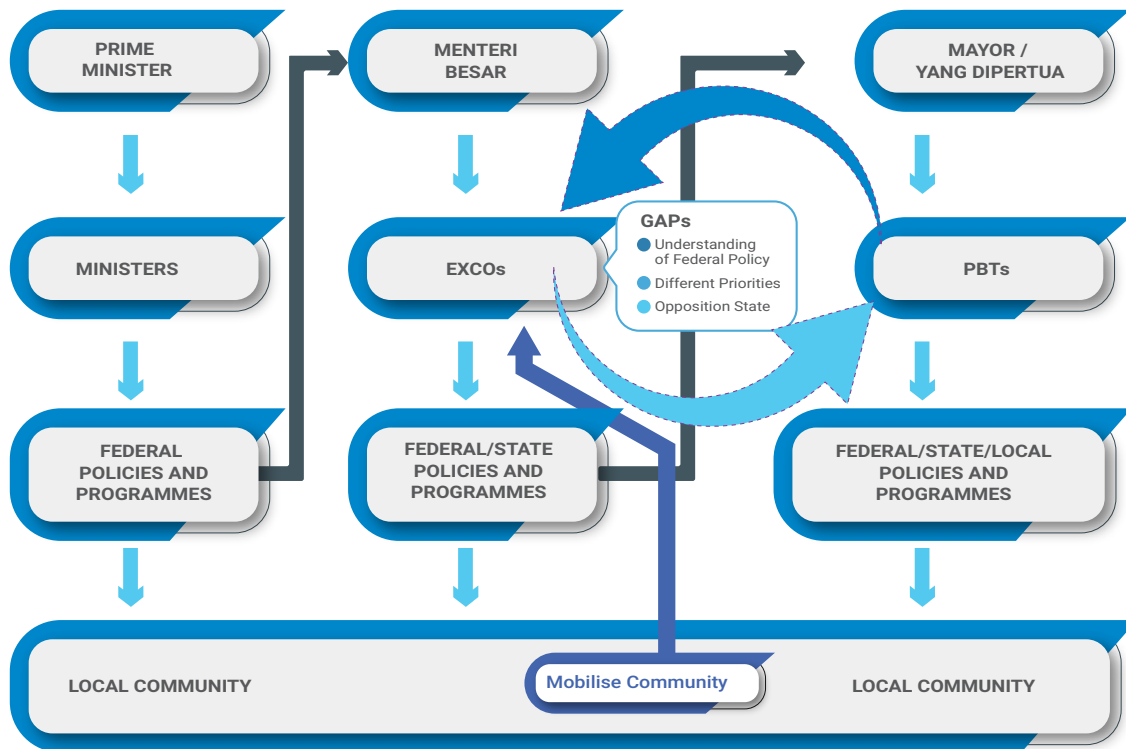 PRIME
MINISTER
MENTERI
BESAR
MAYOR /
YANG DIPERTUA
MINISTERS
EXCOs
GAPs
Understanding
of Federal Policy
Different Priorities
Opposition State
PBTs
FEDERAL
POLICIES AND
PROGRAMMES
FEDERAL/STATE
POLICIES AND
PROGRAMMES
FEDERAL/STATE/LOCAL
POLICIES AND
PROGRAMMES
LOCAL COMMUNITY
Mobilise Community
LOCAL COMMUNITY